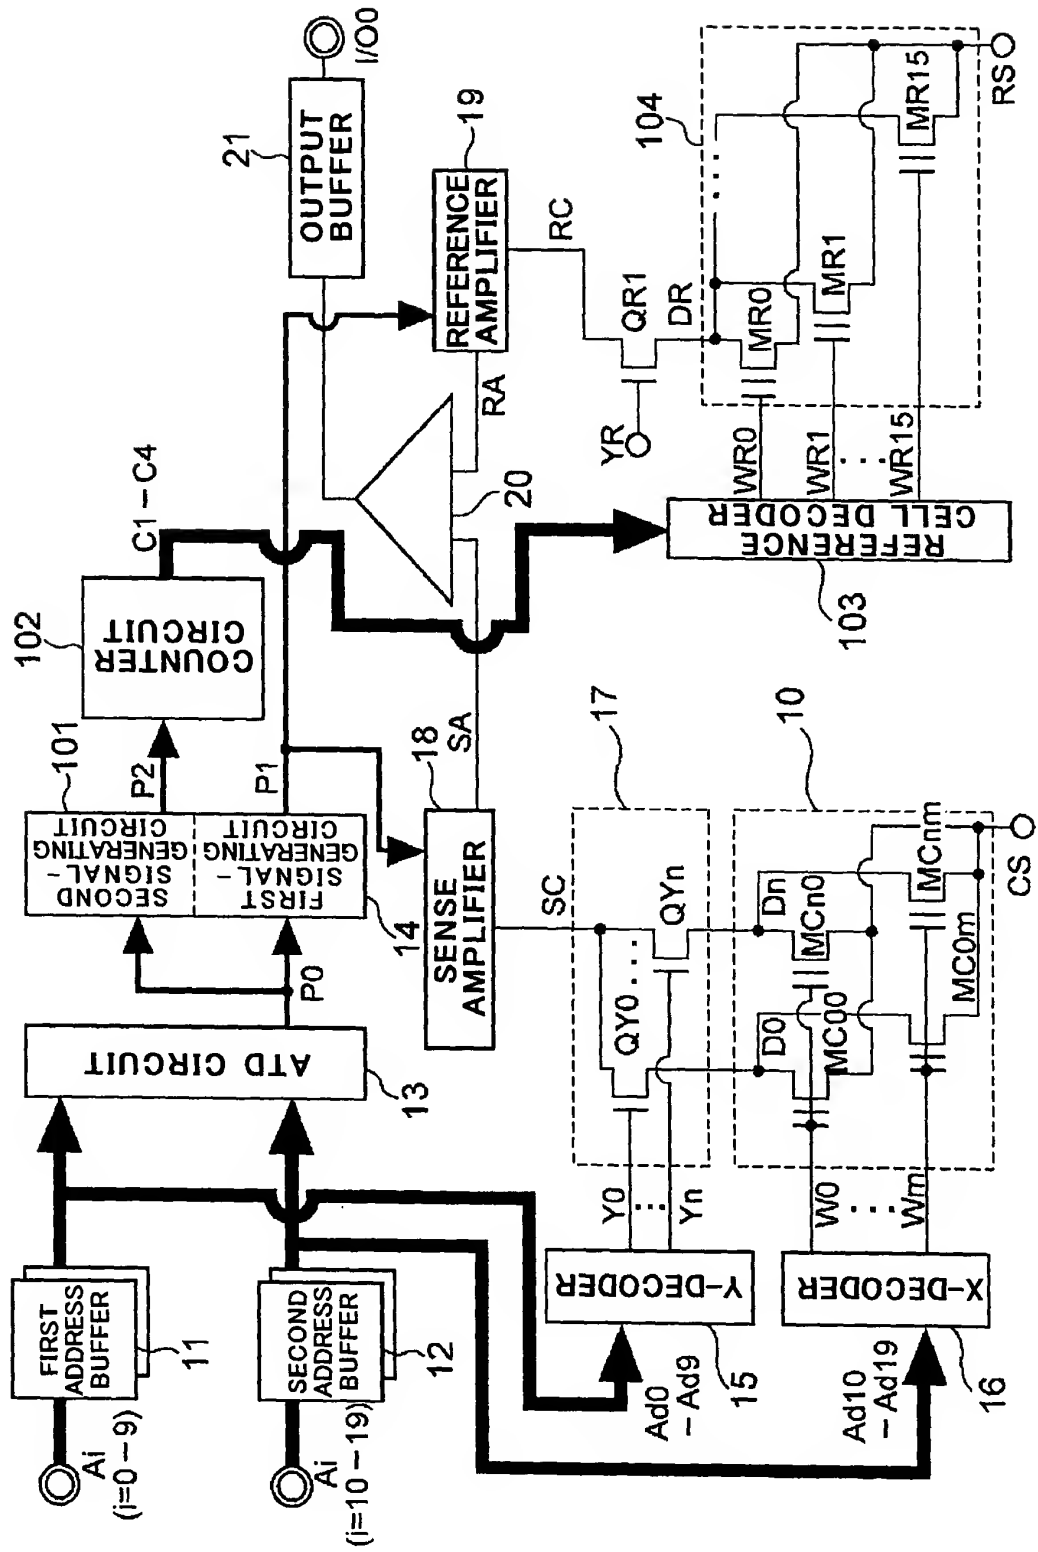 Ai
(i=0–9)
FIRST
ADDRESS
BUFFER
11
Ai
(i=10–19)
SECOND
ADDRESS
BUFFER
12
ATD CIRCUIT
13
P0
SECOND
SIGNAL-
GENERATING
CIRCUIT
101
FIRST
SIGNAL-
GENERATING
CIRCUIT
14
P2
P1
COUNTER
CIRCUIT
102
C1–C4
OUTPUT
BUFFER
21
I/O0
SENSE
AMPLIFIER
18
SA
20
RA
REFERENCE
AMPLIFIER
19
RC
SC
Ad0
–Ad9
Y-DECODER
15
Y0
Yn
QY0
QYn
17
YR
QR1
DR
Ad10
–Ad19
X-DECODER
16
W0
Wm
D0
Dn
MC00
MCn0
MC0m
MCnm
10
CS
REFERENCE
CELL DECODER
103
WR0
WR1
WR15
MR0
MR1
MR15
104
RS